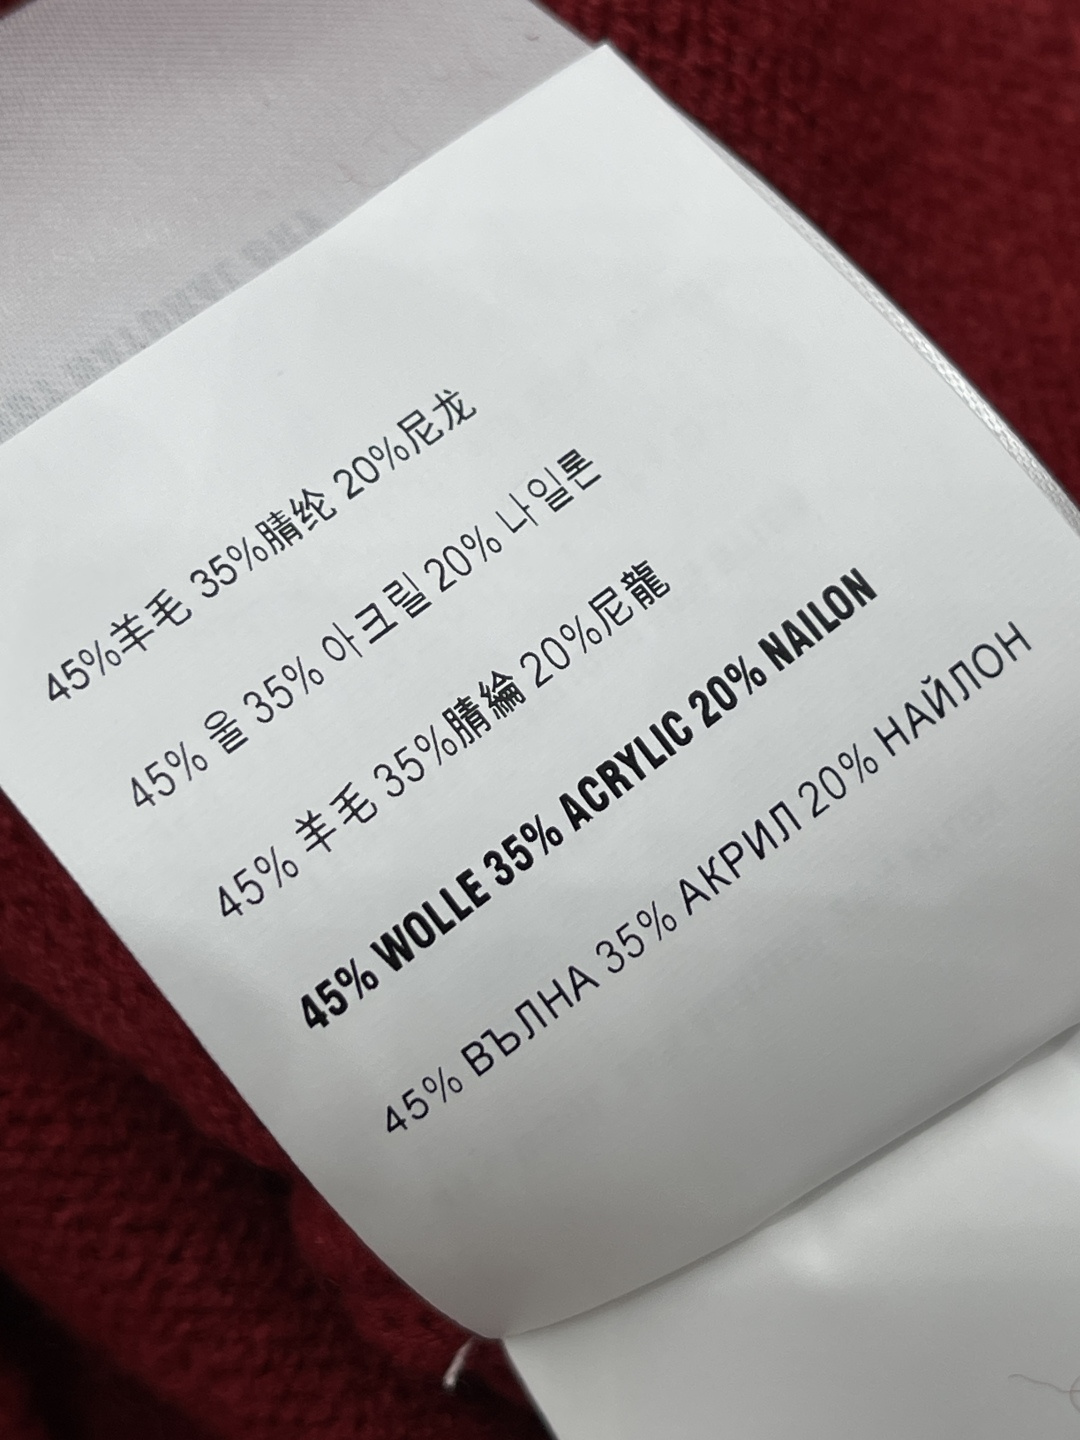 45%羊毛 35%腈纶 20%尼龙
45% 울 35% 아크릴 20% 나일론
45% 羊毛 35%腈綸 20%尼龍
45% WOLLE 35% ACRYLIC 20% NAILON
45% ВЪЛНА 35% АКРИЛ 20% НАЙЛОН